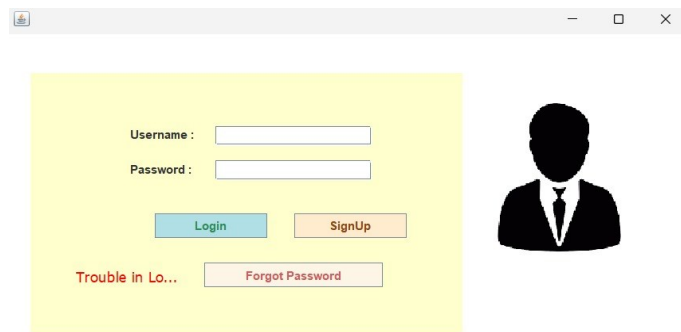 Username :
Password :
Login SignUp
Trouble in Lo... Forgot Password